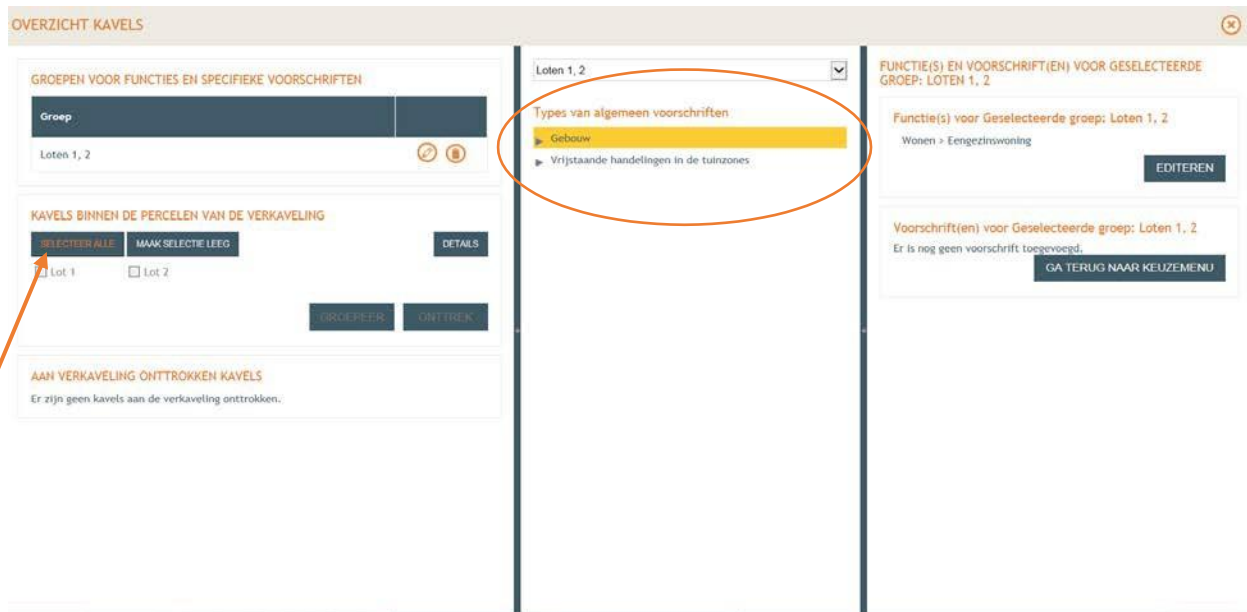 OVERZICHT KAVELS
GROEPEN VOOR FUNCTIES EN SPECIFIEKE VOORSCHRIFTEN
Groep
Loten 1, 2
KAVELS BINNEN DE PERCELEN VAN DE VERKAVELING
SELECTEER ALLE
MAAK SELECTIE LEEG
DETAILS
Lot 1
Lot 2
GROEPEER
ONTTREK
AAN VERKAVELING ONTTROKKEN KAVELS
Er zijn geen kavels aan de verkaveling onttrokken.
Loten 1, 2
Types van algemeen voorschriften
Gebouw
Vrijstaande handelingen in de tuinzones
FUNCTIE(S) EN VOORSCHRIFT(EN) VOOR GESELECTEERDE
GROEP: LOTEN 1, 2
Functie(s) voor Geselecteerde groep: Loten 1, 2
Wonen > Eengezinswoning
EDITEREN
Voorschrift(en) voor Geselecteerde groep: Loten 1, 2
Er is nog geen voorschrift toegevoegd.
GA TERUG NAAR KEUZEMENU